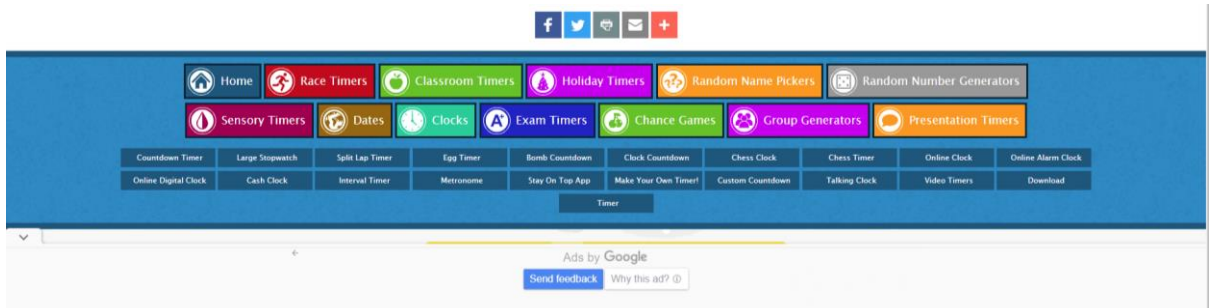 Home Race Timers Classroom Timers Holiday Timers Random Name Pickers Random Number Generators
Sensory Timers Dates Clocks A+ Exam Timers Chance Games Group Generators Presentation Timers
Countdown Timer Large Stopwatch Split Lap Timer Egg Timer Bomb Countdown Clock Countdown Chess Clock Chess Timer Online Clock Online Alarm Clock
Online Digital Clock Cash Clock Interval Timer Metronome Stay On Top App Make Your Own Timer! Custom Countdown Talking Clock Video Timers Download
Timer
Ads by Google
Send feedback Why this ad?